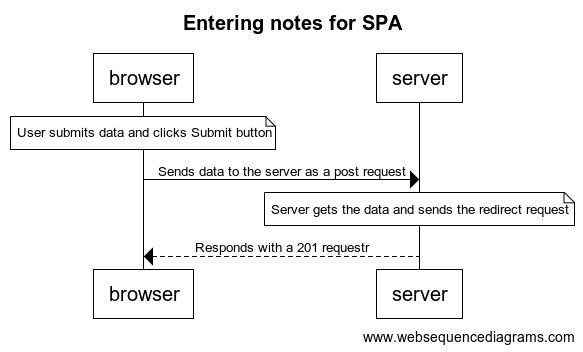 Entering notes for SPA
browser
server
User submits data and clicks Submit button
Sends data to the server as a post request
Server gets the data and sends the redirect request
Responds with a 201 requestr
browser
server
www.websequencediagrams.com